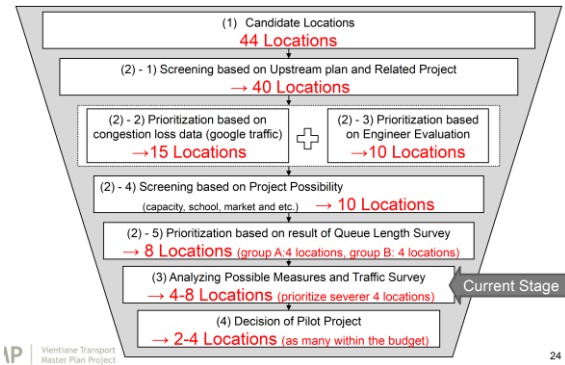 (1) Candidate Locations
44 Locations
(2) - 1) Screening based on Upstream plan and Related Project
→ 40 Locations
(2) - 2) Prioritization based on
congestion loss data (google traffic)
→15 Locations
(2) - 3) Prioritization based
on Engineer Evaluation
→10 Locations
(2) - 4) Screening based on Project Possibility
(capacity, school, market and etc.) → 10 Locations
(2) - 5) Prioritization based on result of Queue Length Survey
→ 8 Locations (group A:4 locations, group B: 4 locations)
(3) Analyzing Possible Measures and Traffic Survey
→ 4-8 Locations (prioritize severer 4 locations)
Current Stage
(4) Decision of Pilot Project
→ 2-4 Locations (as many within the budget)
Vientiane Transport
Master Plan Project
24